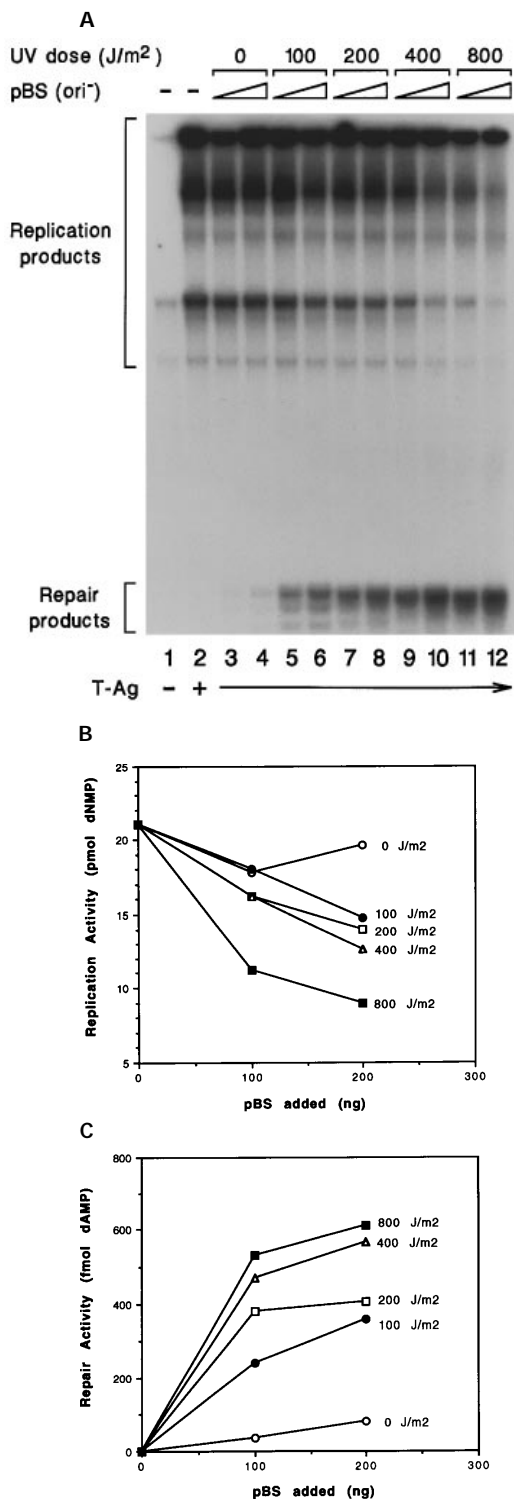 A
UV dose (J/m²) 0 100 200 400 800
pBS (ori⁻) – –
Replication products
Repair products
1 2 3 4 5 6 7 8 9 10 11 12
T-Ag – +
B
Replication Activity (pmol dNMP)
25
20
15
10
5
0 J/m2
100 J/m2
200 J/m2
400 J/m2
800 J/m2
0 100 200 300
pBS added (ng)
C
Repair Activity (fmol dAMP)
800
600
400
200
0
800 J/m2
400 J/m2
200 J/m2
100 J/m2
0 J/m2
0 100 200 300
pBS added (ng)